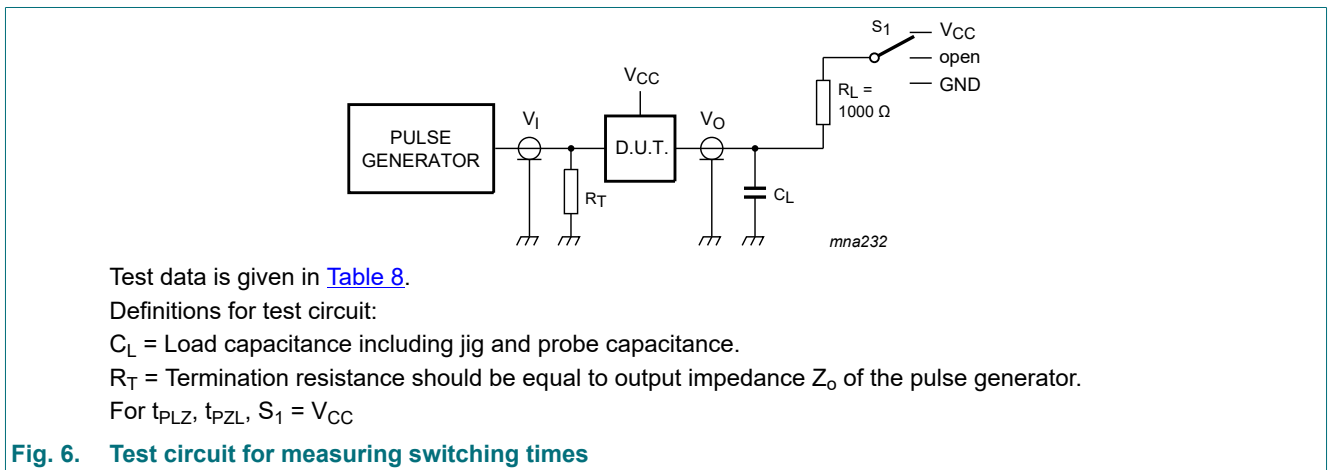 S1
VCC
open
GND
RL =
1000 Ω
VCC
PULSE
GENERATOR
VI
D.U.T.
VO
RT
CL
mna232
Test data is given in Table 8.
Definitions for test circuit:
CL = Load capacitance including jig and probe capacitance.
RT = Termination resistance should be equal to output impedance Zo of the pulse generator.
For tPLZ, tPZL, S1 = VCC
Fig. 6. Test circuit for measuring switching times